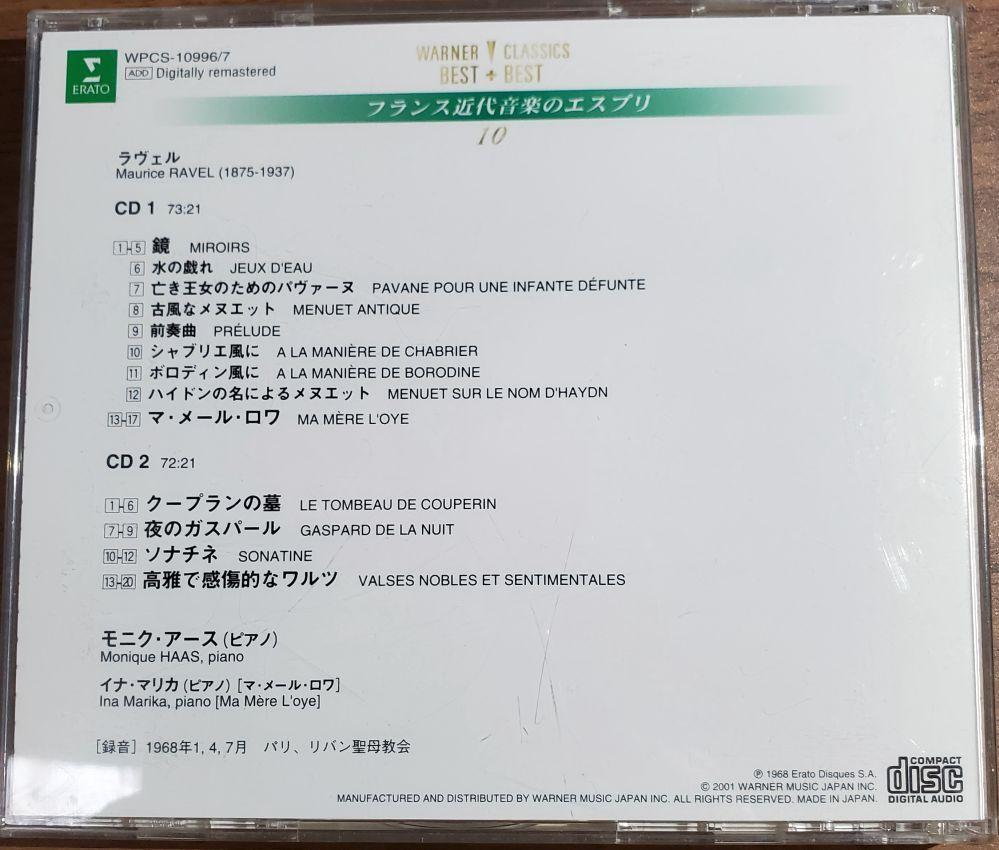 ERATO
WPCS-10996/7
ADD Digitally remastered
WARNER CLASSICS
BEST + BEST
フランス近代音楽のエスプリ
10
ラヴェル
Maurice RAVEL (1875-1937)
CD 1 73:21
1-5 鏡 MIROIRS
6 水の戯れ JEUX D'EAU
7 亡き王女のためのパヴァーヌ PAVANE POUR UNE INFANTE DÉFUNTE
8 古風なメヌエット MENUET ANTIQUE
9 前奏曲 PRÉLUDE
10 シャブリエ風に A LA MANIÈRE DE CHABRIER
11 ボロディン風に A LA MANIÈRE DE BORODINE
12 ハイドンの名によるメヌエット MENUET SUR LE NOM D'HAYDN
13-17 マ・メール・ロワ MA MÈRE L'OYE
CD 2 72:21
1-6 クープランの墓 LE TOMBEAU DE COUPERIN
7-9 夜のガスパール GASPARD DE LA NUIT
10-12 ソナチネ SONATINE
13-20 高雅で感傷的なワルツ VALSES NOBLES ET SENTIMENTALES
モニク・アース(ピアノ)
Monique HAAS, piano
イナ・マリカ(ピアノ)[マ・メール・ロワ]
Ina Marika, piano [Ma Mère L'oye]
[録音] 1968年1, 4, 7月 パリ、リバン聖母教会
℗ 1968 Erato Disques S.A.
© 2001 WARNER MUSIC JAPAN INC.
MANUFACTURED AND DISTRIBUTED BY WARNER MUSIC JAPAN INC. ALL RIGHTS RESERVED. MADE IN JAPAN.
COMPACT
disc
DIGITAL AUDIO